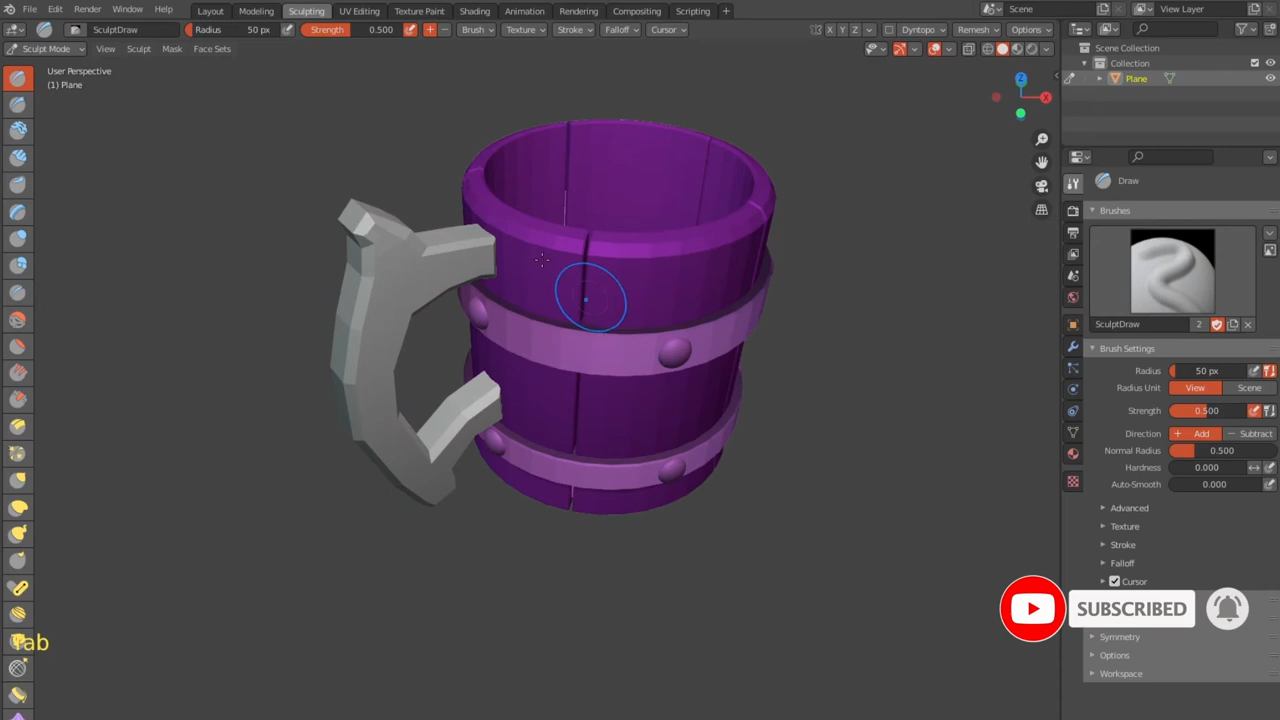 File Edit Render Window Help Layout Modeling Sculpting UV Editing Texture Paint Shading Animation Rendering Compositing Scripting + Scene View Layer
SculptDraw Radius 50 px Strength 0.500 + - Brush Texture Stroke Falloff Cursor X Y Z Dyntopo Remesh Options
Sculpt Mode View Sculpt Mask Face Sets
Scene Collection
Collection
Plane
User Perspective
(1) Plane
Z
X
Draw
Brushes
SculptDraw 2
Brush Settings
Radius 50 px
Radius Unit View Scene
Strength 0.500
Direction + Add - Subtract
Normal Radius 0.500
Hardness 0.000
Auto-Smooth 0.000
Advanced
Texture
Stroke
Falloff
Cursor
SUBSCRIBED
Symmetry
Options
Workspace
Tab